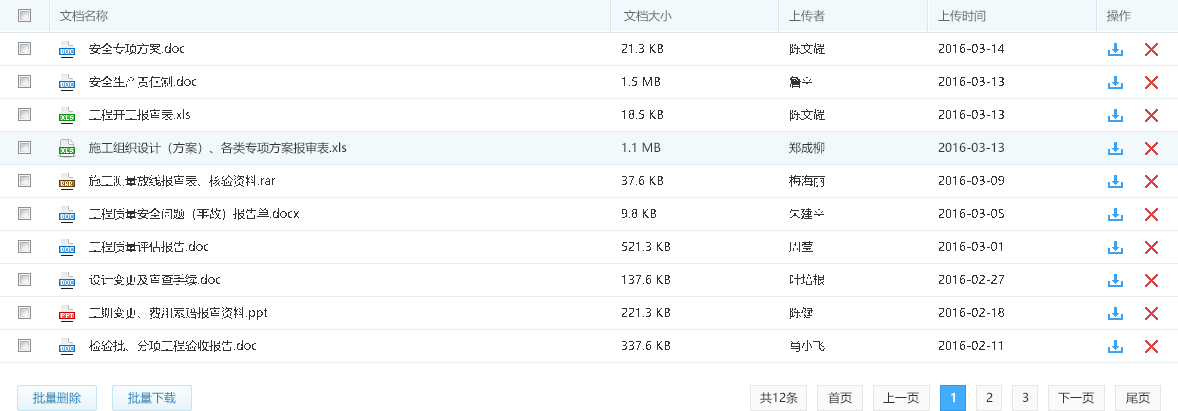 文档名称 文档大小 上传者 上传时间 操作
DOC 安全专项方案.doc 21.3 KB 陈文耀 2016-03-14
DOC 安全生产责任制.doc 1.5 MB 詹辛 2016-03-13
XLS 工程开工报审表.xls 18.5 KB 陈文耀 2016-03-13
XLS 施工组织设计（方案）、各类专项方案报审表.xls 1.1 MB 郑成柳 2016-03-13
RAR 施工测量放线报审表、核验资料.rar 37.6 KB 梅海丽 2016-03-09
DOC 工程质量安全问题（事故）报告单.docx 9.8 KB 朱建辛 2016-03-05
DOC 工程质量评估报告.doc 521.3 KB 周莹 2016-03-01
DOC 设计变更及审查手续.doc 137.6 KB 叶培根 2016-02-27
PPT 工期变更、费用索赔报审资料.ppt 221.3 KB 陈健 2016-02-18
DOC 检验批、分项工程验收报告.doc 337.6 KB 肖小飞 2016-02-11
批量删除 批量下载 共12条 首页 上一页 1 2 3 下一页 尾页